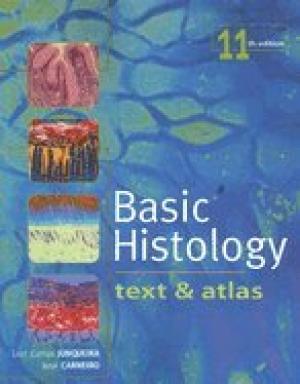 11th edition
Basic
Histology
text & atlas
Luiz Carlos JUNQUEIRA
José CARNEIRO